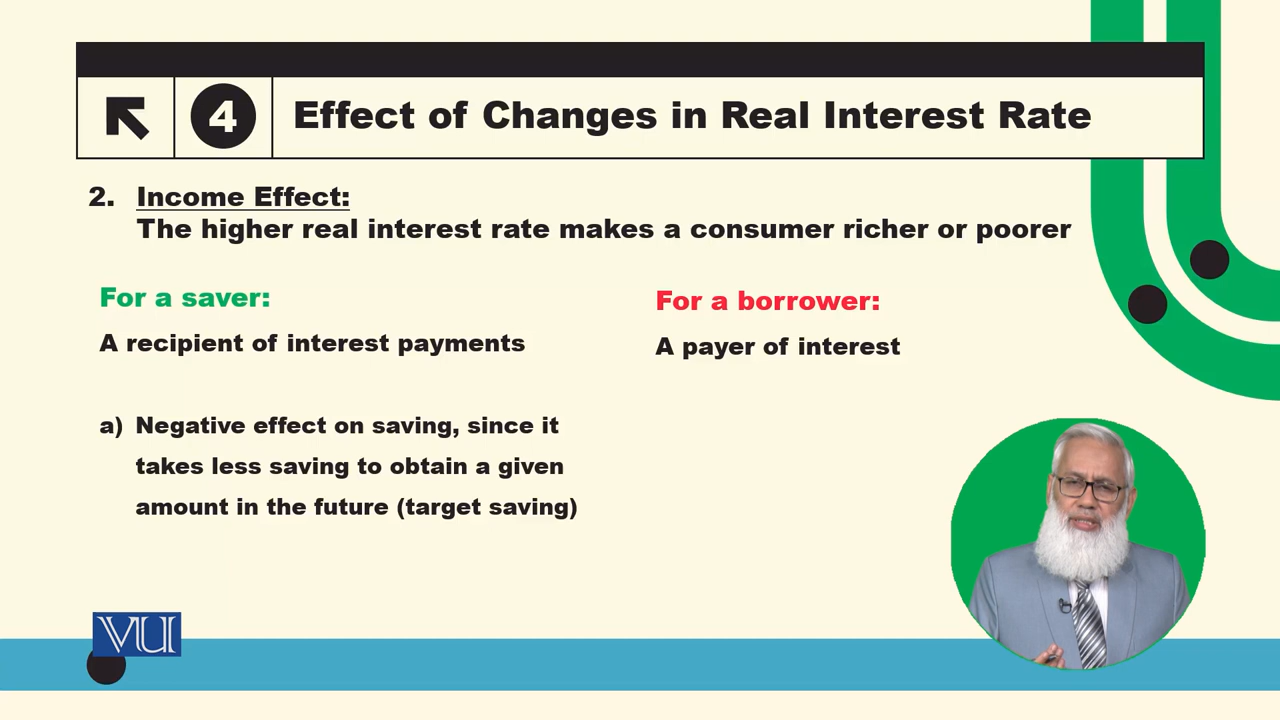 4
Effect of Changes in Real Interest Rate
2. Income Effect:
The higher real interest rate makes a consumer richer or poorer
For a saver:
A recipient of interest payments
a) Negative effect on saving, since it
takes less saving to obtain a given
amount in the future (target saving)
For a borrower:
A payer of interest
VU